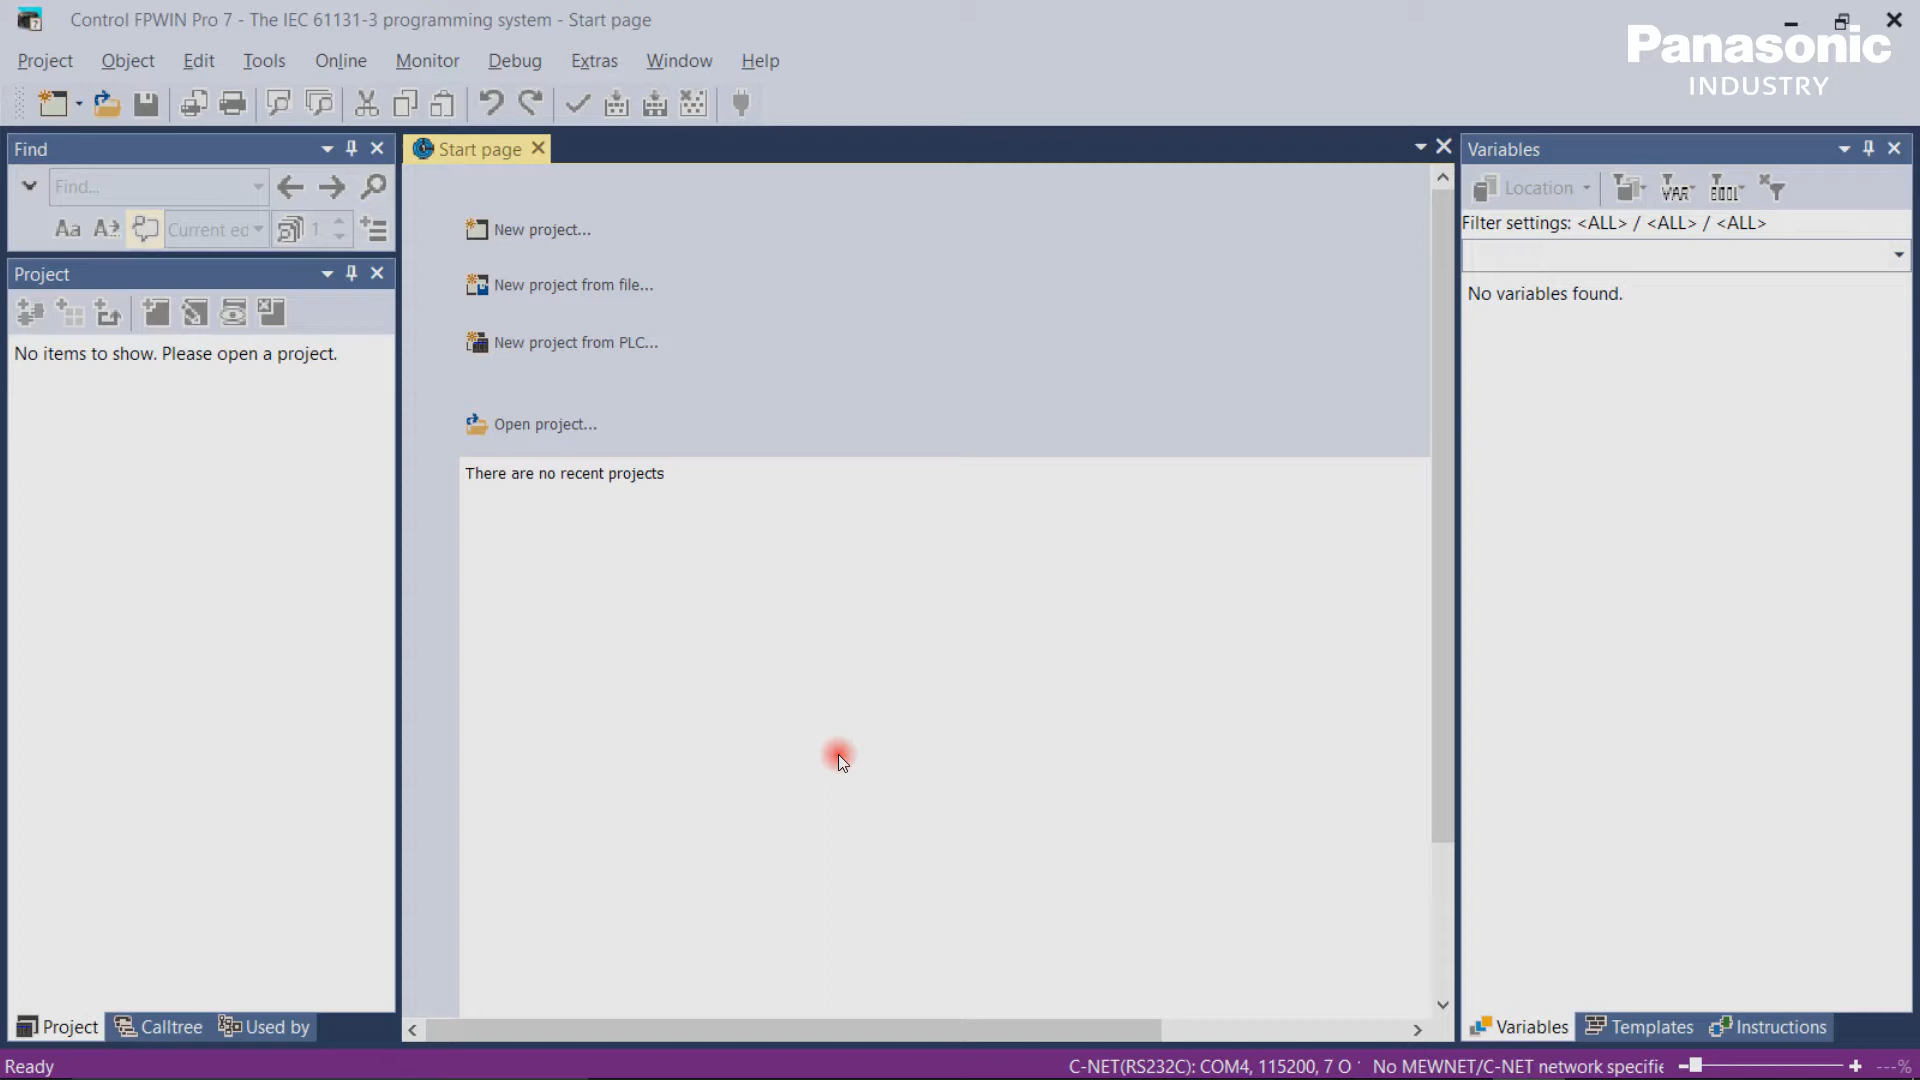 Control FPWIN Pro 7 - The IEC 61131-3 programming system - Start page
Panasonic
INDUSTRY
Project Object Edit Tools Online Monitor Debug Extras Window Help
Find
Find...
Aa Current ec 1
Project
No items to show. Please open a project.
Project Calltree Used by
Start page
New project...
New project from file...
New project from PLC...
Open project...
There are no recent projects
Variables
Location VAR BOOL
Filter settings: <ALL> / <ALL> / <ALL>
No variables found.
Variables Templates Instructions
Ready
C-NET(RS232C): COM4, 115200, 7 O No MEWNET/C-NET network specifie ---%